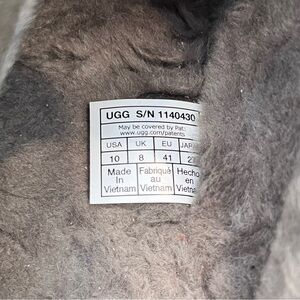 UGG S/N 1140430
May be covered by Pat:
www.ugg.com/patents
USA UK EU
10 8 41
Made Fabriqué Hecho
In au en
Vietnam Vietnam